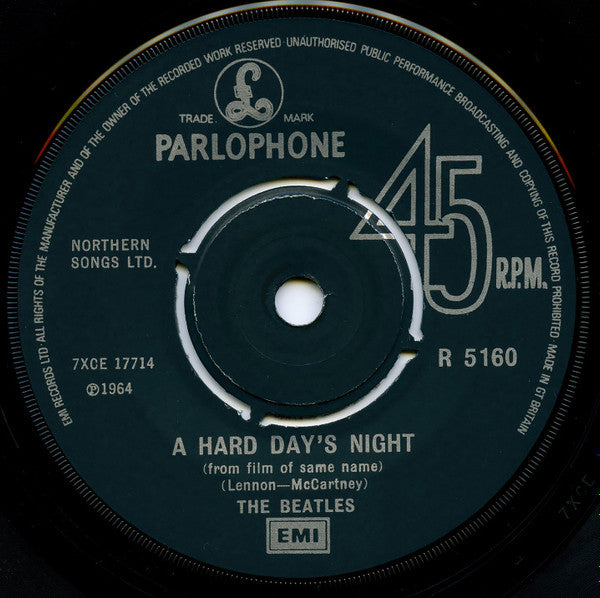 EMI RECORDS LTD·ALL RIGHTS OF THE MANUFACTURER AND OF THE OWNER OF THE RECORDED WORK RESERVED·UNAUTHORISED PUBLIC PERFORMANCE BROADCASTING AND COPYING OF THIS RECORD PROHIBITED MADE IN GT BRITAIN
£
TRADE MARK
PARLOPHONE
45
R.P.M.
NORTHERN
SONGS LTD.
7XCE 17714
℗1964
R 5160
A HARD DAY'S NIGHT
(from film of same name)
(Lennon—McCartney)
THE BEATLES
EMI
7XCE